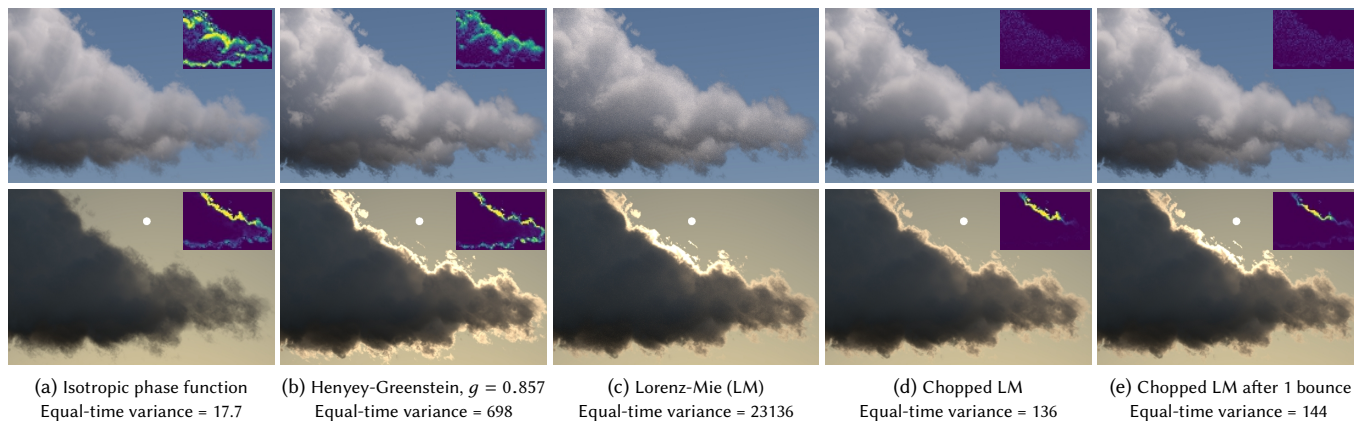 (a) Isotropic phase function
Equal-time variance = 17.7
(b) Henyey-Greenstein, g = 0.857
Equal-time variance = 698
(c) Lorenz-Mie (LM)
Equal-time variance = 23136
(d) Chopped LM
Equal-time variance = 136
(e) Chopped LM after 1 bounce
Equal-time variance = 144